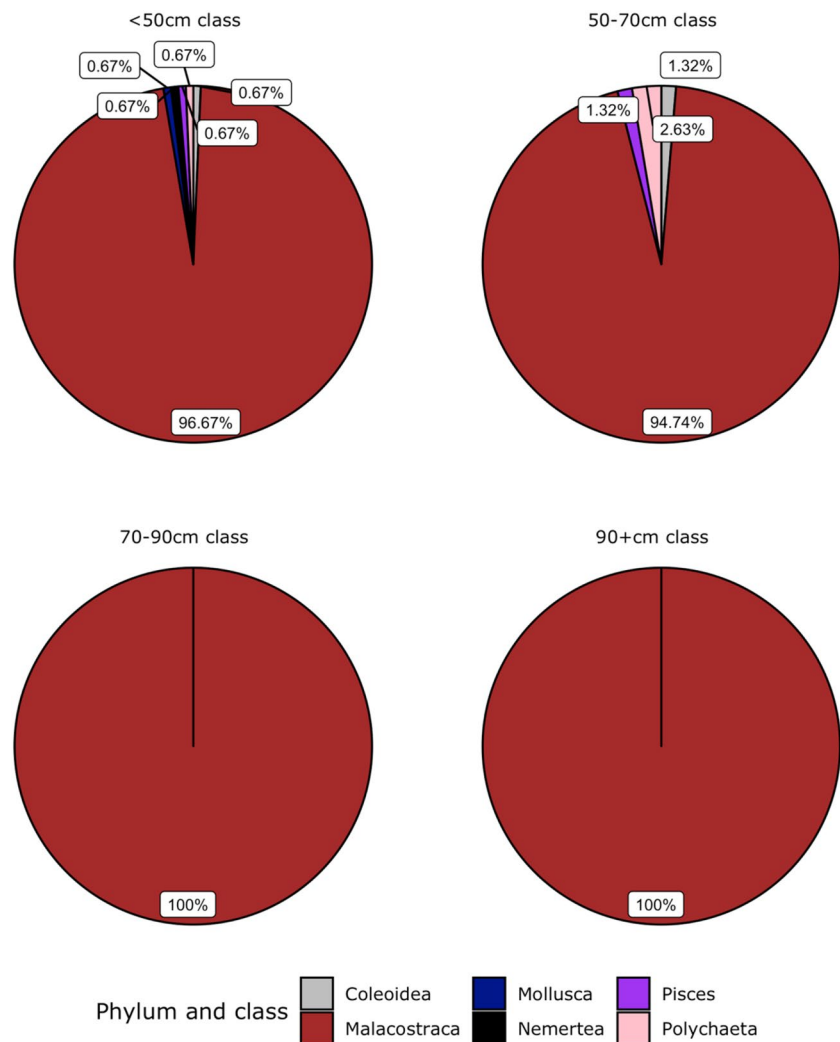 <50cm class
50-70cm class
0.67%
0.67%
0.67%
0.67%
0.67%
96.67%
1.32%
1.32%
2.63%
94.74%
70-90cm class
90+cm class
100%
100%
Phylum and class
Coleoidea
Mollusca
Pisces
Malacostraca
Nemertea
Polychaeta